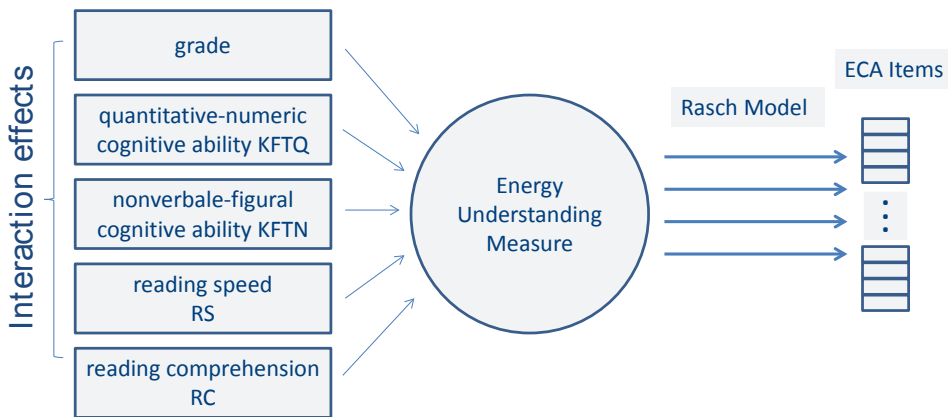 Interaction effects
grade
quantitative-numeric
cognitive ability KFTQ
nonverbale-figural
cognitive ability KFTN
reading speed
RS
reading comprehension
RC
Energy
Understanding
Measure
Rasch Model
ECA Items